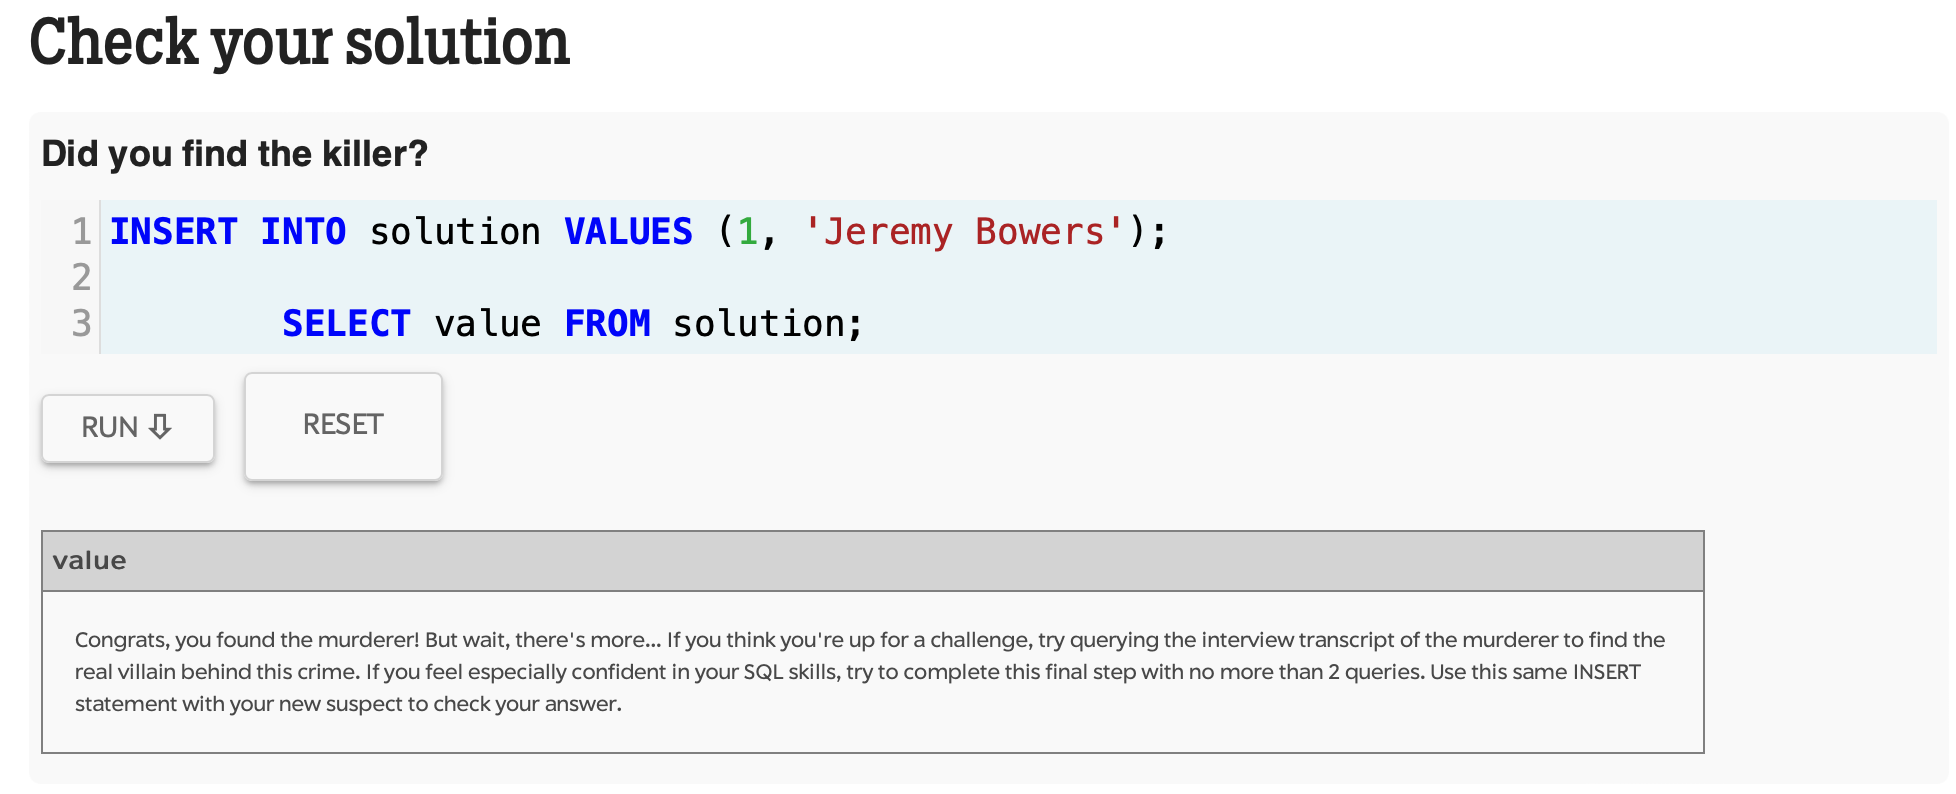 Check your solution
Did you find the killer?
1 INSERT INTO solution VALUES (1, 'Jeremy Bowers');
2
3 SELECT value FROM solution;
RUN ⇩ RESET
value
Congrats, you found the murderer! But wait, there's more... If you think you're up for a challenge, try querying the interview transcript of the murderer to find the
real villain behind this crime. If you feel especially confident in your SQL skills, try to complete this final step with no more than 2 queries. Use this same INSERT
statement with your new suspect to check your answer.